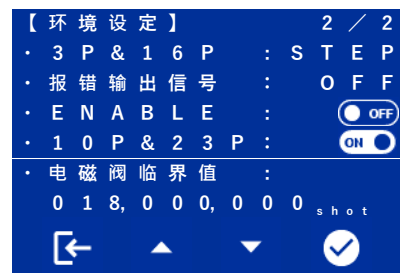 【环境设定】 2／2
・3P&16P : STEP
・报错输出信号 : OFF
・ENABLE : OFF
・10P&23P: ON
・电磁阀临界值 :
018,000,000 shot